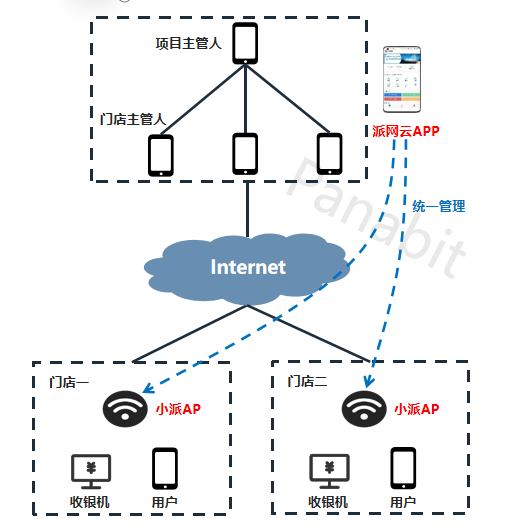 项目主管人
门店主管人
派网云APP
统一管理
Panabit
Internet
门店一
小派AP
¥
收银机
用户
门店二
小派AP
¥
收银机
用户